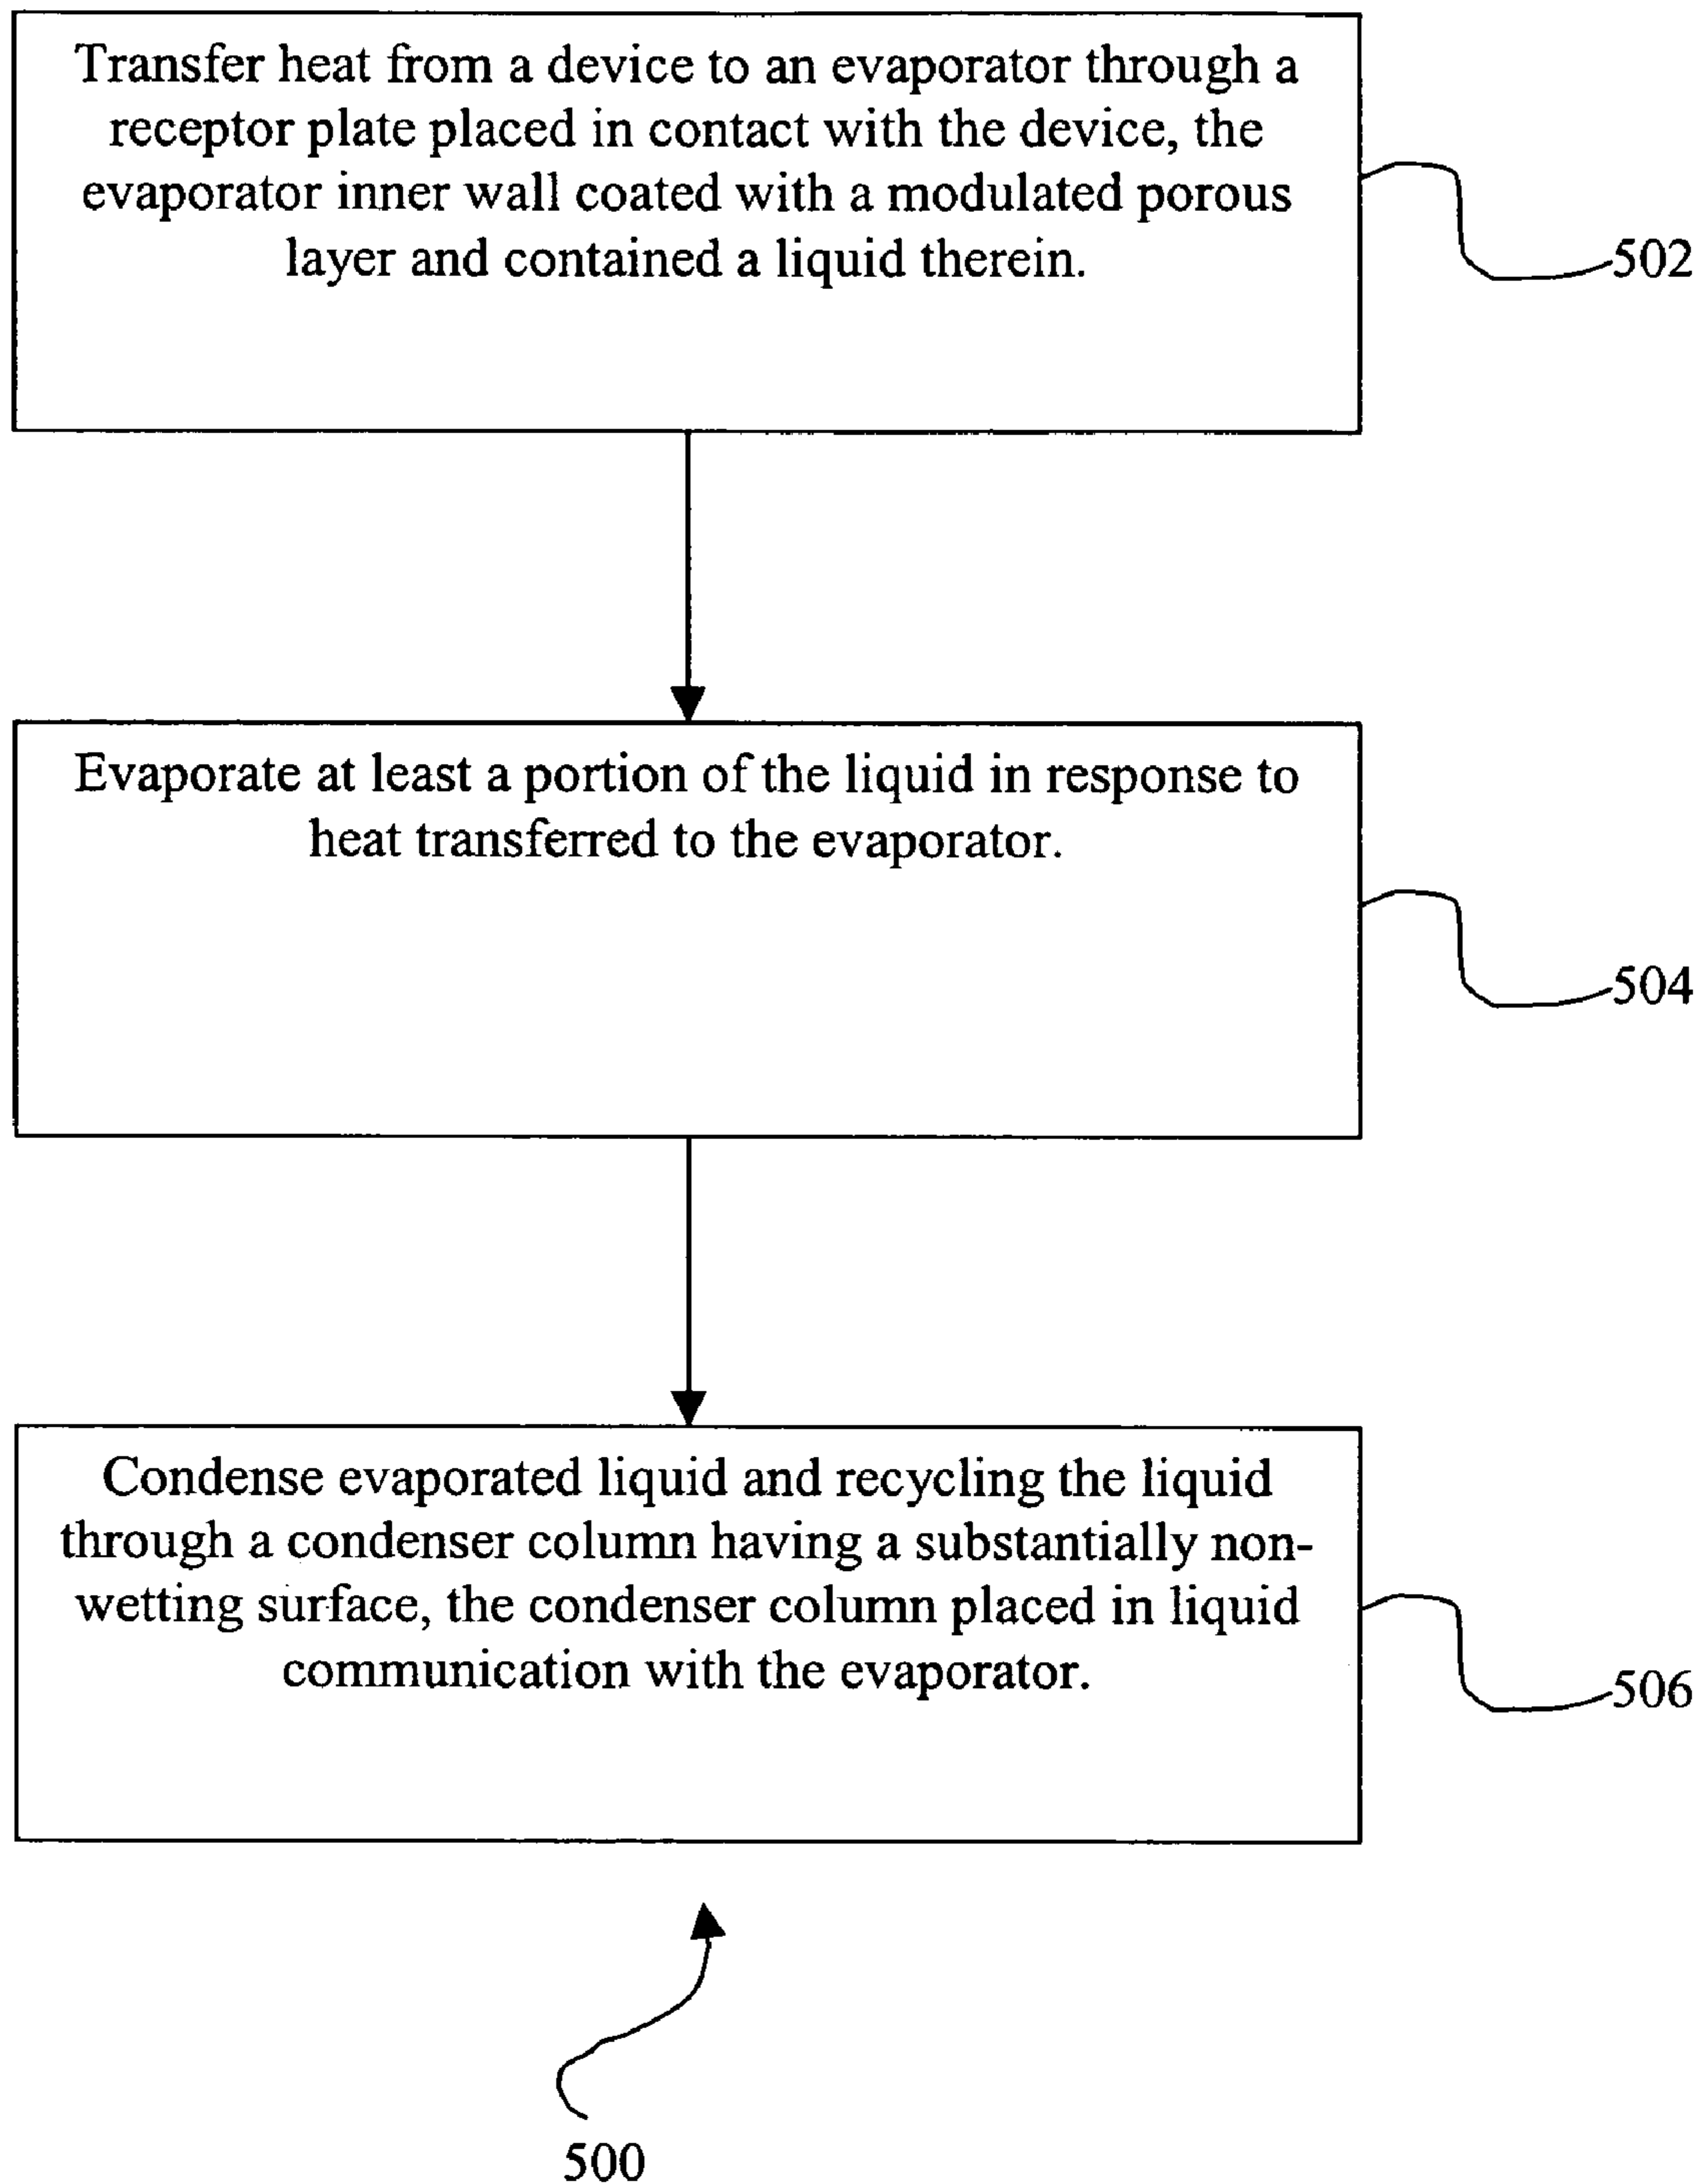 Transfer heat from a device to an evaporator through a
receptor plate placed in contact with the device, the
evaporator inner wall coated with a modulated porous
layer and contained a liquid therein.
502
Evaporate at least a portion of the liquid in response to
heat transferred to the evaporator.
504
Condense evaporated liquid and recycling the liquid
through a condenser column having a substantially non-
wetting surface, the condenser column placed in liquid
communication with the evaporator.
506
500